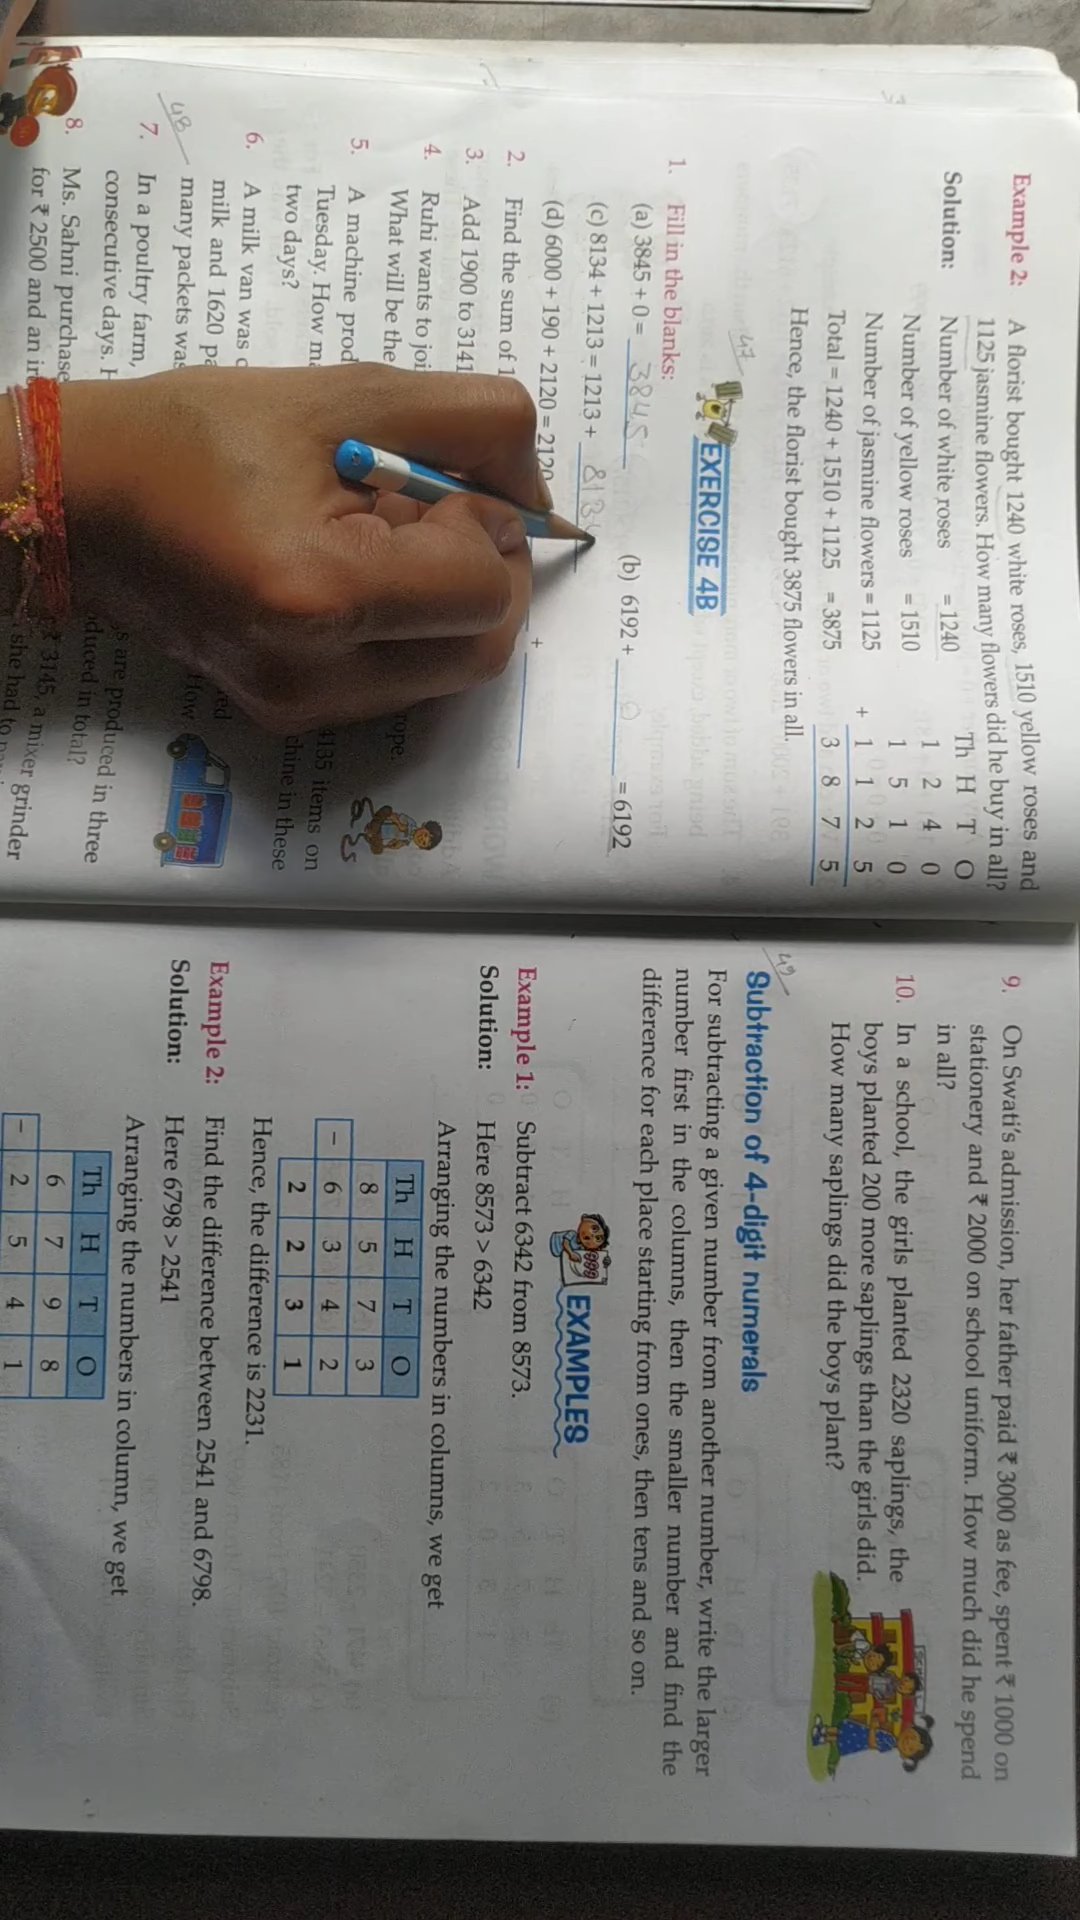 Example 2: A florist bought 1240 white roses, 1510 yellow roses and
1125 jasmine flowers. How many flowers did he buy in all?
Solution: Number of white roses = 1240
Number of yellow roses = 1510
Number of jasmine flowers = 1125
Total = 1240 + 1510 + 1125 = 3875
Th H T O
1 2 4 0
1 5 1 0
+ 1 1 2 5
3 8 7 5
Hence, the florist bought 3875 flowers in all.
47
EXERCISE 4B
1. Fill in the blanks:
(a) 3845 + 0 = 3845
(b) 6192 + 0 = 6192
(c) 8134 + 1213 = 1213 + 813
(d) 6000 + 190 + 2120 = 2120 +
2. Find the sum of
3. Add 1900 to 3141
4. Ruhi wants to rope.
What will be the
5. A machine 4135 items on
Tuesday. How chine in these
two days?
6. A milk van was
milk and 1620 How
48
many packets was
7. In a poultry farm, are produced in three
consecutive days. in total?
8. Ms. Sahni 3145, a mixer grinder
for ₹ 2500 and an she had to
9. On Swati's admission, her father paid ₹ 3000 as fee, spent ₹ 1000 on
stationery and ₹ 2000 on school uniform. How much did he spend
in all?
10. In a school, the girls planted 2320 saplings, the
boys planted 200 more saplings than the girls did.
How many saplings did the boys plant?
49
Subtraction of 4-digit numerals
For subtracting a given number from another number, write the larger
number first in the columns, then the smaller number and find the
difference for each place starting from ones, then tens and so on.
EXAMPLES
Example 1: Subtract 6342 from 8573.
Solution: Here 8573 > 6342
Arranging the numbers in columns, we get
Th H T O
8 5 7 3
– 6 3 4 2
2 2 3 1
Hence, the difference is 2231.
Example 2: Find the difference between 2541 and 6798.
Solution: Here 6798 > 2541
Arranging the numbers in column, we get
Th H T O
6 7 9 8
– 2 5 4 1